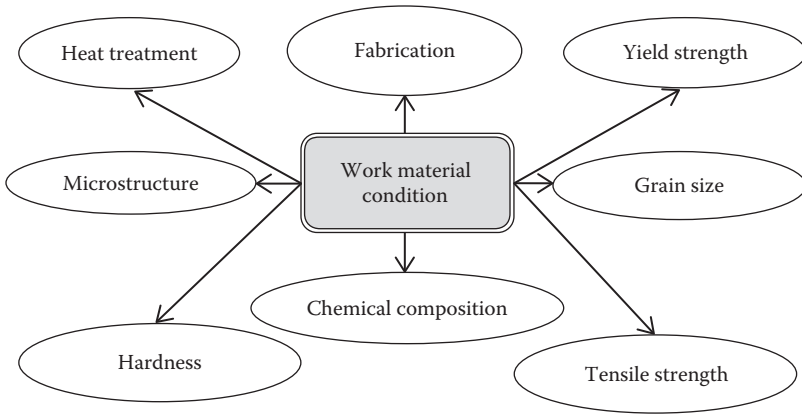 Heat treatment
Fabrication
Yield strength
Microstructure
Work material
condition
Grain size
Chemical composition
Hardness
Tensile strength